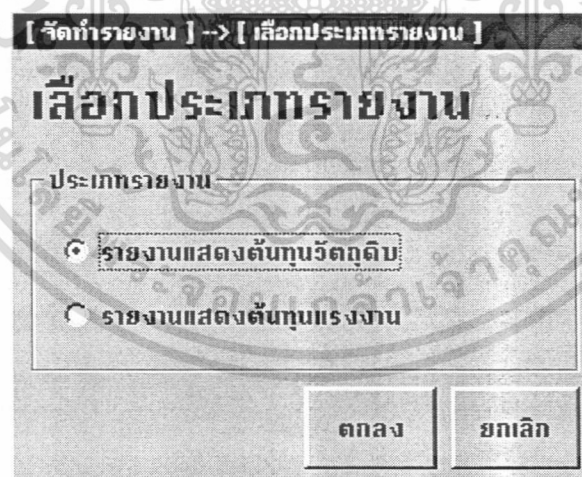 [ จัดทำรายงาน ] --> [ เลือกประเภทรายงาน ]
เลือกประเภทรายงาน
ประเภทรายงาน
รายงานแสดงต้นทุนวัตถุดิบ
รายงานแสดงต้นทุนแรงงาน
ตกลง
ยกเลิก